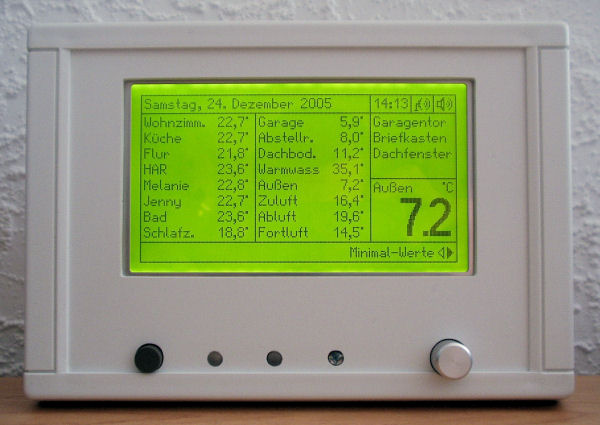 Samstag, 24. Dezember 2005 14:13
Wohnzimm. 22,7° Garage 5,9° Garagentor
Küche 22,7° Abstellr. 8,0° Briefkasten
Flur 21,8° Dachbod. 11,2° Dachfenster
HAR 23,6° Warmwass 35,1°
Melanie 22,8° Außen 7,2° Außen °C
Jenny 22,7° Zuluft 16,4° 7.2
Bad 23,6° Abluft 19,6°
Schlafz. 18,8° Fortluft 14,5°
Minimal-Werte